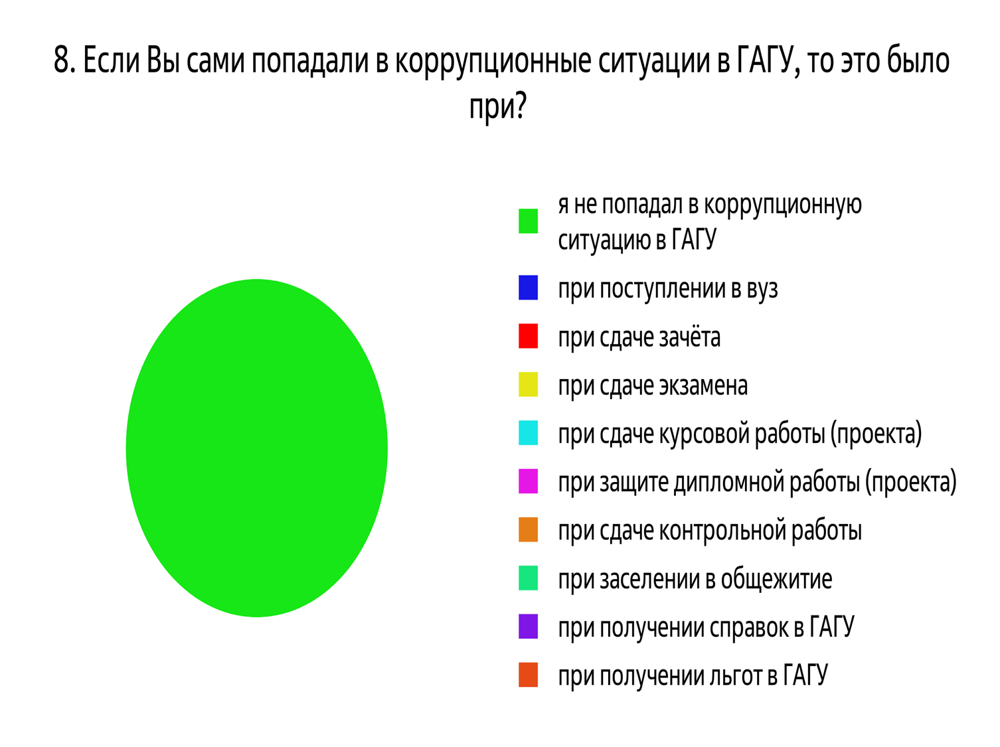 8. Если Вы сами попадали в коррупционные ситуации в ГАГУ, то это было
при?
я не попадал в коррупционную
ситуацию в ГАГУ
при поступлении в вуз
при сдаче зачёта
при сдаче экзамена
при сдаче курсовой работы (проекта)
при защите дипломной работы (проекта)
при сдаче контрольной работы
при заселении в общежитие
при получении справок в ГАГУ
при получении льгот в ГАГУ